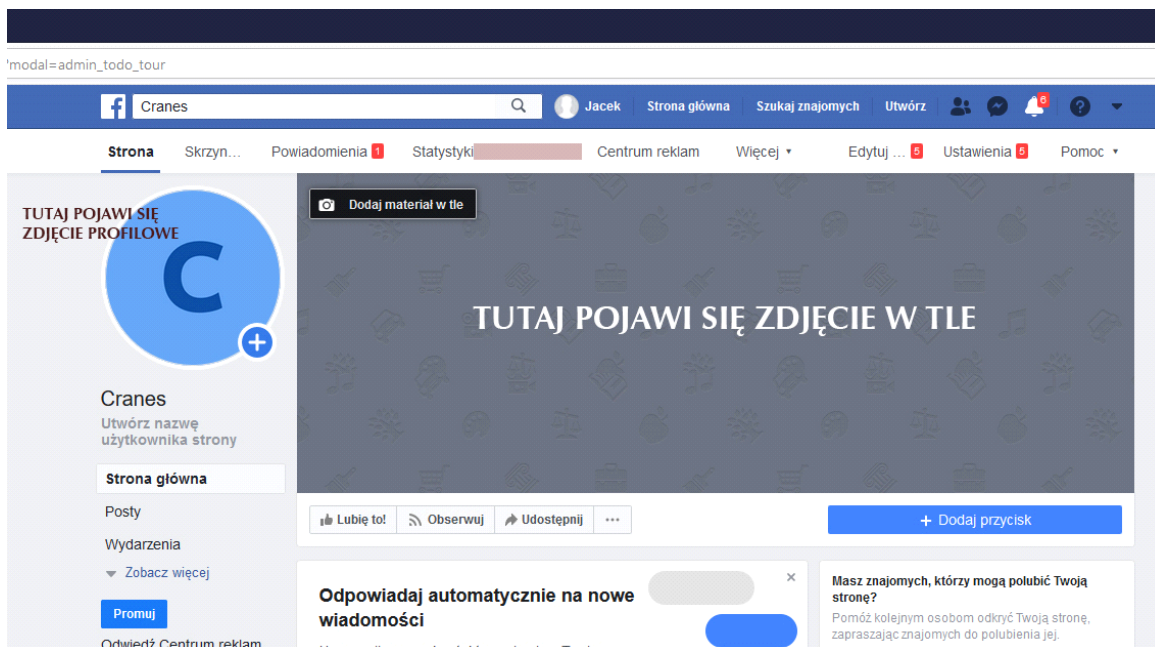 ?modal=admin_todo_tour
f Cranes Jacek Strona główna Szukaj znajomych Utwórz 6 ?
Strona Skrzyn... Powiadomienia 1 Statystyki Centrum reklam Więcej Edytuj ... 5 Ustawienia 5 Pomoc
TUTAJ POJAWI SIĘ
ZDJĘCIE PROFILOWE
C
Dodaj materiał w tle
TUTAJ POJAWI SIĘ ZDJĘCIE W TLE
Cranes
Utwórz nazwę
użytkownika strony
Strona główna
Posty
Wydarzenia
Zobacz więcej
Promuj
Odwiedź Centrum reklam
Lubię to! Obserwuj Udostępnij ...
+ Dodaj przycisk
Odpowiadaj automatycznie na nowe
wiadomości
×
Masz znajomych, którzy mogą polubić Twoją
stronę?
Pomóż kolejnym osobom odkryć Twoją stronę,
zapraszając znajomych do polubienia jej.